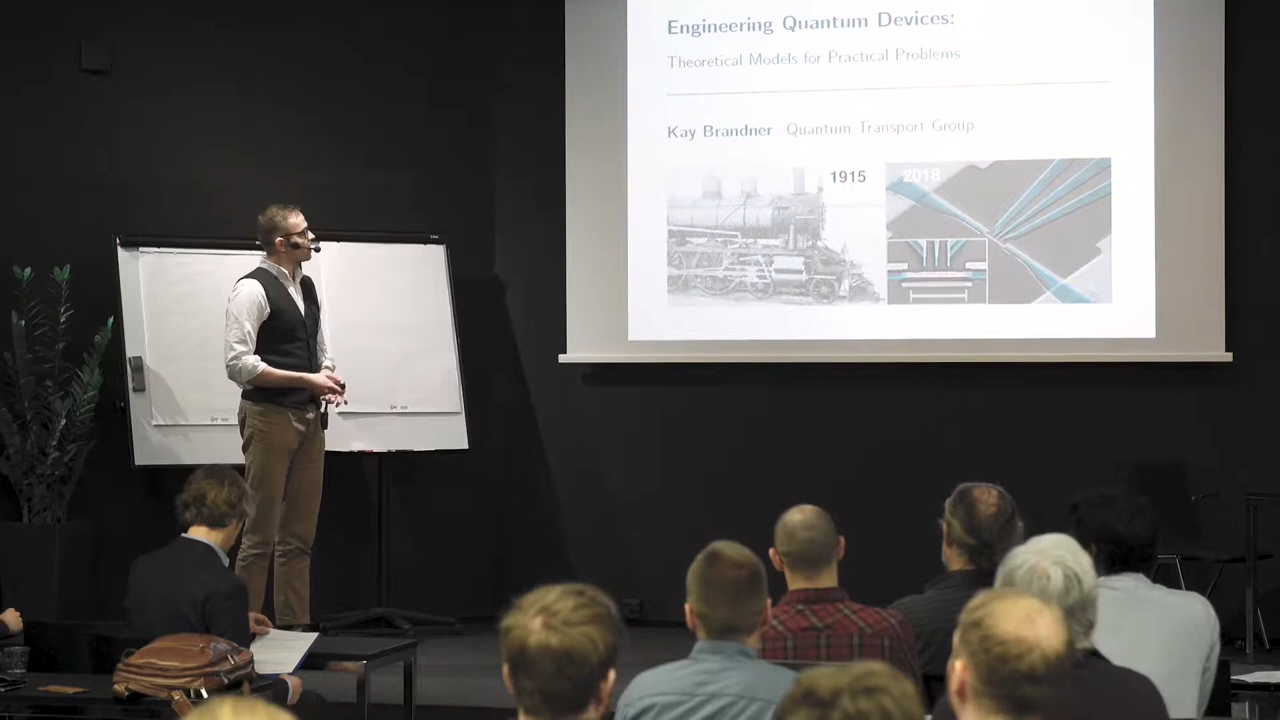 Engineering Quantum Devices:
Theoretical Models for Practical Problems
Kay Brandner · Quantum Transport Group
1915
2018